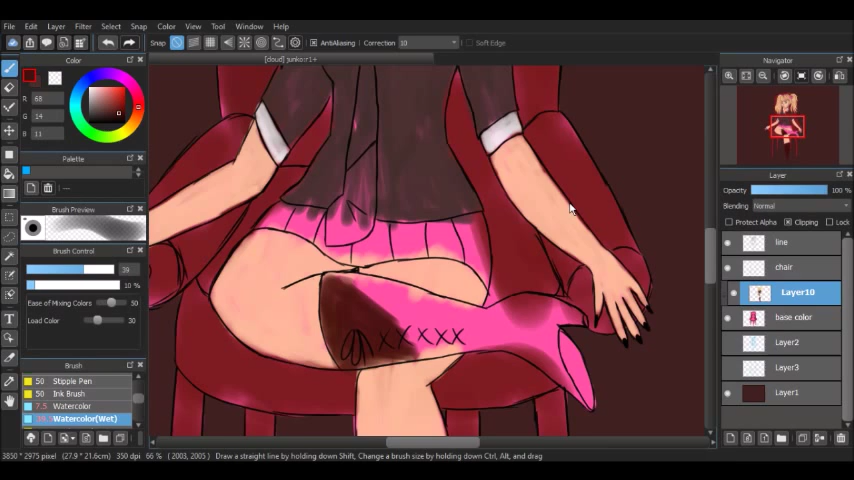 File Edit Layer Filter Select Snap Color View Tool Window Help
Snap AntiAliasing Correction 10 Soft Edge
[cloud] junko:r1+
Color
R 68
G 14
B 11
Palette
Brush Preview
Brush Control
39
10 %
Ease of Mixing Colors 50
Load Color 50
Brush
50 Stipple Pen
50 Ink Brush
7.5 Watercolor
Watercolor(Wet)
Navigator
Layer
Opacity 100 %
Blending Normal
Protect Alpha Clipping Lock
line
chair
Layer10
base color
Layer2
Layer3
Layer1
3850 * 2975 pixel (27.9 * 21.6cm) 350 dpi 66 % ( 2003, 2005 ) Draw a straight line by holding down Shift, Change a brush size by holding down Ctrl, Alt, and drag